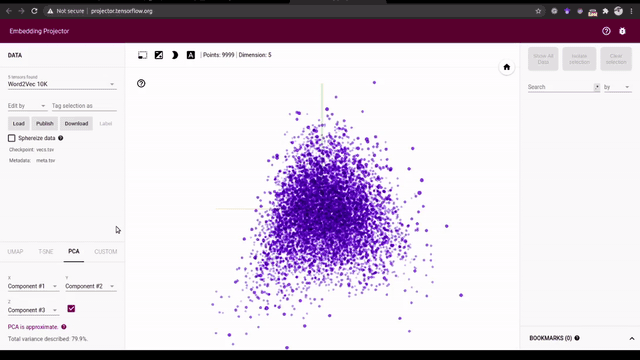 Not secure | projector.tensorflow.org
Embedding Projector
DATA
Points: 9999 | Dimension: 5
5 tensors found
Word2Vec 10K
Edit by
Tag selection as
Load
Publish
Download
Label
Sphereize data
Checkpoint: vecs.tsv
Metadata: meta.tsv
UMAP
T-SNE
PCA
CUSTOM
X
Component #1
Y
Component #2
Z
Component #3
PCA is approximate.
Total variance described: 79.9%.
Show All Data
Isolate selection
Clear selection
Search
by
BOOKMARKS (0)